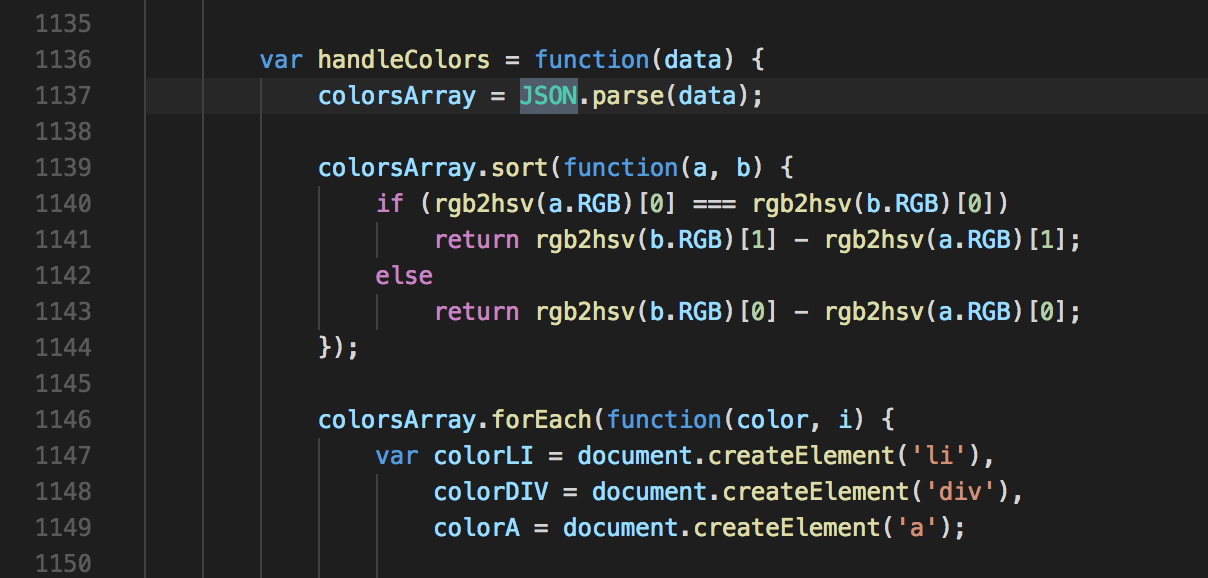 1135
1136 var handleColors = function(data) {
1137 colorsArray = JSON.parse(data);
1138
1139 colorsArray.sort(function(a, b) {
1140 if (rgb2hsv(a.RGB)[0] === rgb2hsv(b.RGB)[0])
1141 return rgb2hsv(b.RGB)[1] - rgb2hsv(a.RGB)[1];
1142 else
1143 return rgb2hsv(b.RGB)[0] - rgb2hsv(a.RGB)[0];
1144 });
1145
1146 colorsArray.forEach(function(color, i) {
1147 var colorLI = document.createElement('li'),
1148 colorDIV = document.createElement('div'),
1149 colorA = document.createElement('a');
1150